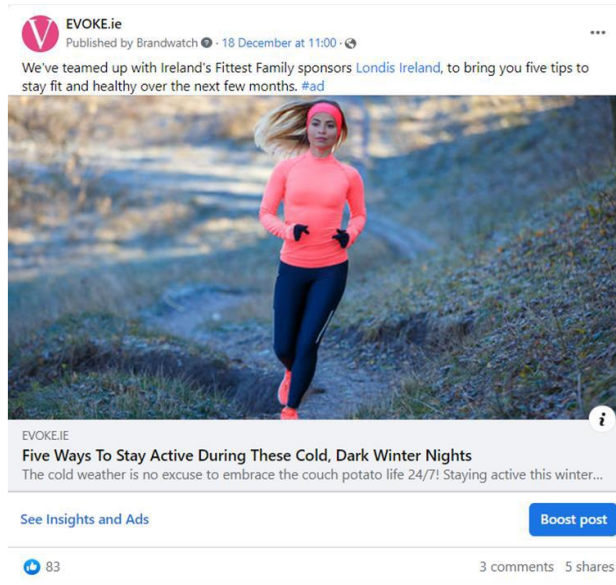 EVOKE.ie
Published by Brandwatch · 18 December at 11:00 ·
We've teamed up with Ireland's Fittest Family sponsors Londis Ireland, to bring you five tips to
stay fit and healthy over the next few months. #ad
EVOKE.IE
Five Ways To Stay Active During These Cold, Dark Winter Nights
The cold weather is no excuse to embrace the couch potato life 24/7! Staying active this winter...
See Insights and Ads
Boost post
83
3 comments 5 shares